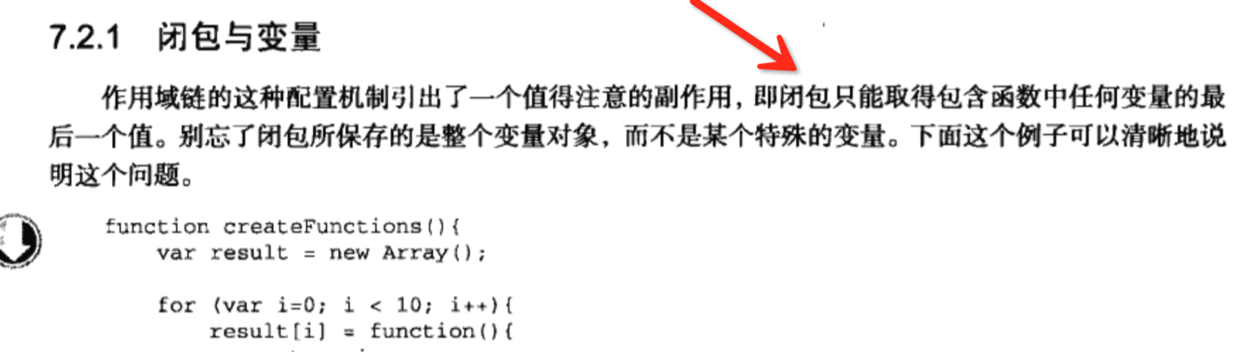 7.2.1 闭包与变量
作用域链的这种配置机制引出了一个值得注意的副作用，即闭包只能取得包含函数中任何变量的最
后一个值。别忘了闭包所保存的是整个变量对象，而不是某个特殊的变量。下面这个例子可以清晰地说
明这个问题。
function createFunctions(){
var result = new Array();
for (var i=0; i < 10; i++){
result[i] = function(){